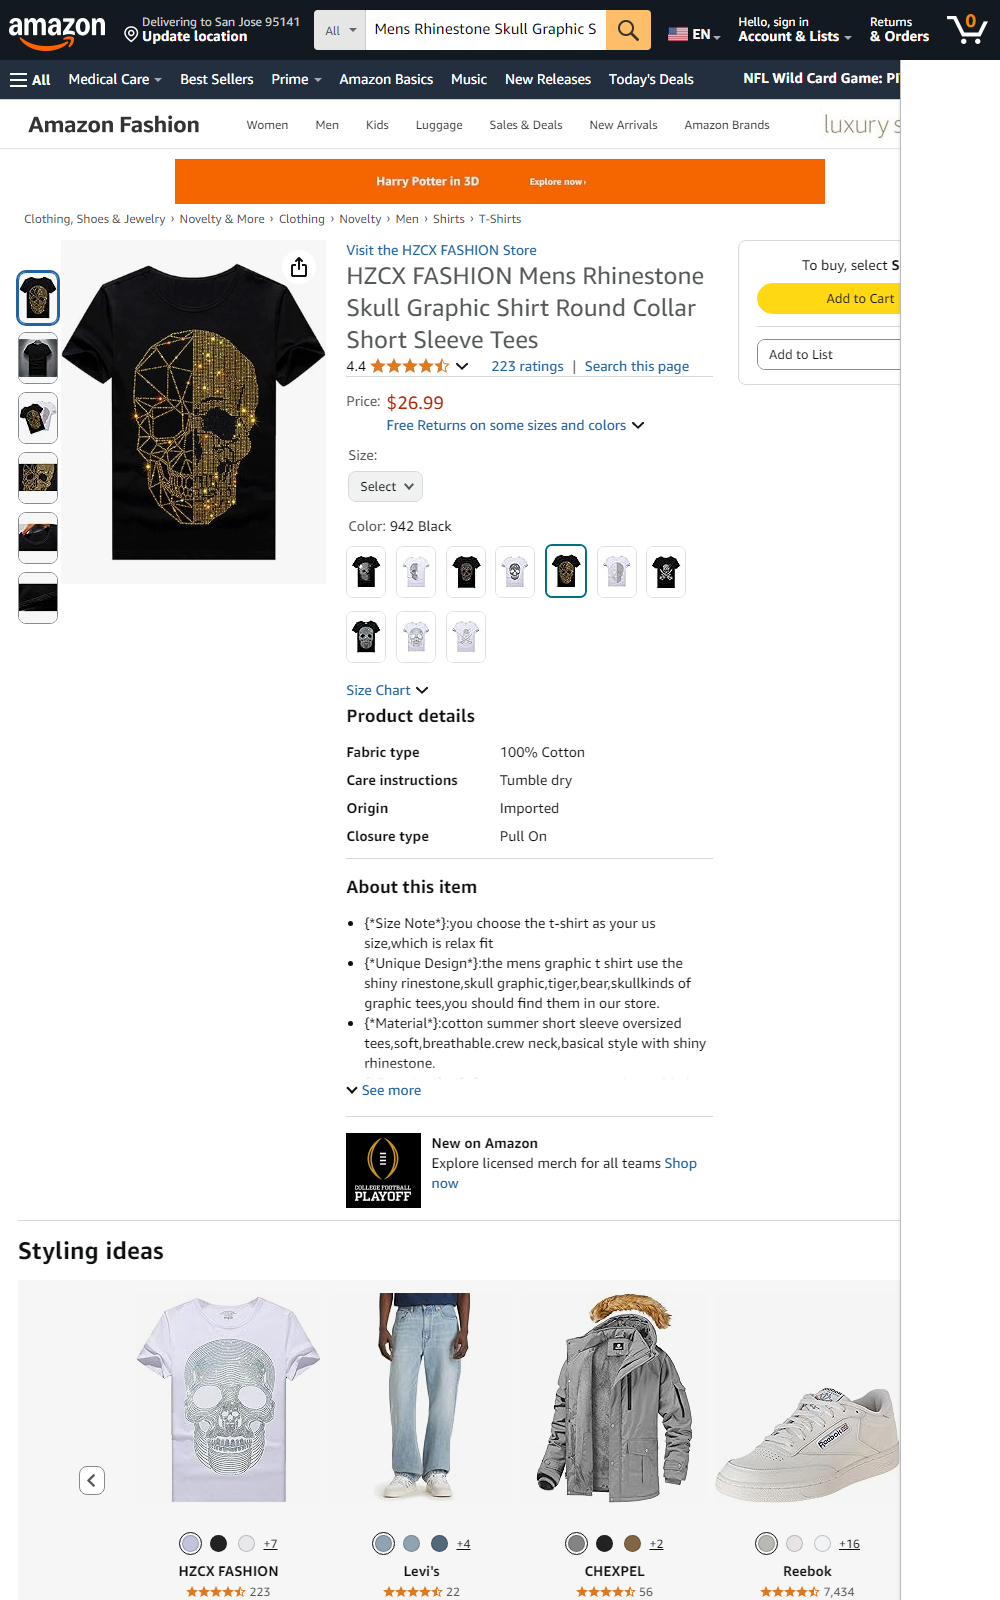 amazon
Delivering to San Jose 95141
Update location
All
Mens Rhinestone Skull Graphic S
EN
Hello, sign in
Account & Lists
Returns
& Orders
0
All
Medical Care
Best Sellers
Prime
Amazon Basics
Music
New Releases
Today's Deals
NFL Wild Card Game:
Amazon Fashion
Women
Men
Kids
Luggage
Sales & Deals
New Arrivals
Amazon Brands
luxury
Harry Potter in 3D
Explore now ›
Clothing, Shoes & Jewelry › Novelty & More › Clothing › Novelty › Men › Shirts › T-Shirts
Visit the HZCX FASHION Store
HZCX FASHION Mens Rhinestone
Skull Graphic Shirt Round Collar
Short Sleeve Tees
4.4
223 ratings | Search this page
Price: $26.99
Free Returns on some sizes and colors
Size:
Select
Color: 942 Black
Size Chart
Product details
Fabric type 100% Cotton
Care instructions Tumble dry
Origin Imported
Closure type Pull On
About this item
• {*Size Note*}:you choose the t-shirt as your us
size,which is relax fit
• {*Unique Design*}:the mens graphic t shirt use the
shiny rinestone,skull graphic,tiger,bear,skullkinds of
graphic tees,you should find them in our store.
• {*Material*}:cotton summer short sleeve oversized
tees,soft,breathable.crew neck,basical style with shiny
rhinestone.
See more
COLLEGE FOOTBALL
PLAYOFF
New on Amazon
Explore licensed merch for all teams Shop
now
To buy, select S
Add to Cart
Add to List
Styling ideas
+7
HZCX FASHION
223
+4
Levi's
22
+2
CHEXPEL
56
Reebok
+16
Reebok
7,434